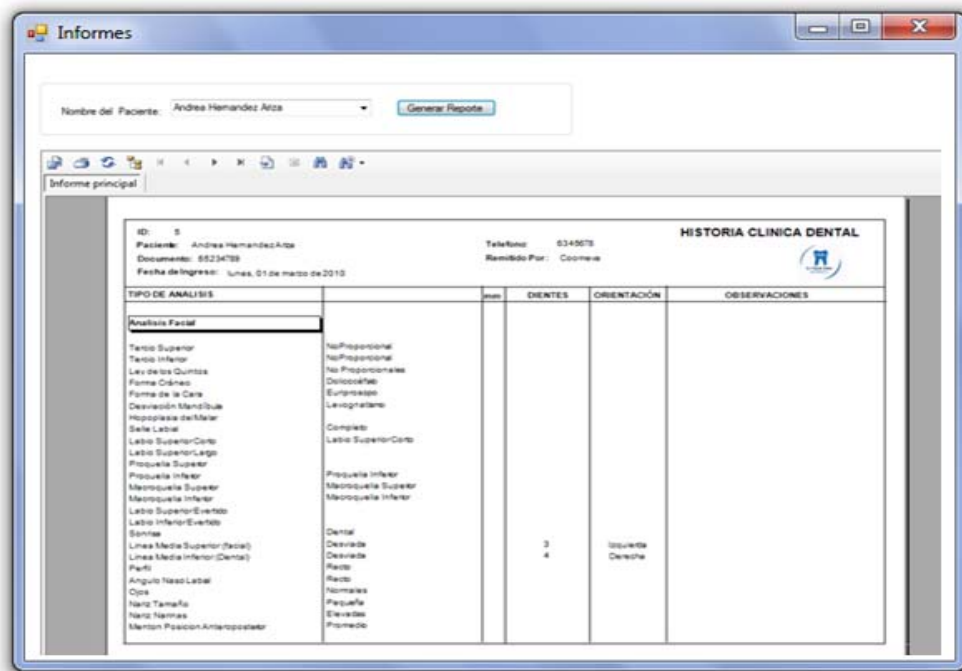 Informes
Nombre del Paciente: Andrea Hernandez Ariza Generar Reporte
Informe principal
HISTORIA CLINICA DENTAL
ID: 5
Paciente: Andrea Hernandez Ariza Telefono: 6345678
Documento: 65234789 Remitido Por: Coomeva
Fecha de Ingreso: lunes, 01 de marzo de 2010
TIPO DE ANALISIS mm DIENTES ORIENTACIÓN OBSERVACIONES
Analisis Facial
Tercio Superior No Proporcional
Tercio Inferior No Proporcional
Ley de los Quintos No Proporcionales
Forma Cráneo Dolicocéfalo
Forma de la Cara Euriprosopo
Desviación Mandíbula Levognatismo
Hopoplasia del Malar
Selle Labial Completo
Labio Superior Corto Labio Superior Corto
Labio Superior Largo
Proquelia Superior
Proquelia Inferior Proquelia Inferior
Macroquelia Superior Macroquelia Superior
Macroquelia Inferior Macroquelia Inferior
Labio Superior Evertido
Labio Inferior Evertido
Sonrisa Dental
Linea Media Superior (facial) Desviada 3 Izquierda
Linea Media Inferior (Dental) Desviada 4 Derecha
Perfil Recto
Angulo Naso Labial Recto
Ojos Normales
Nariz Tamaño Pequeña
Nariz Narinas Elevadas
Menton Posicion Anteroposterior Promedio